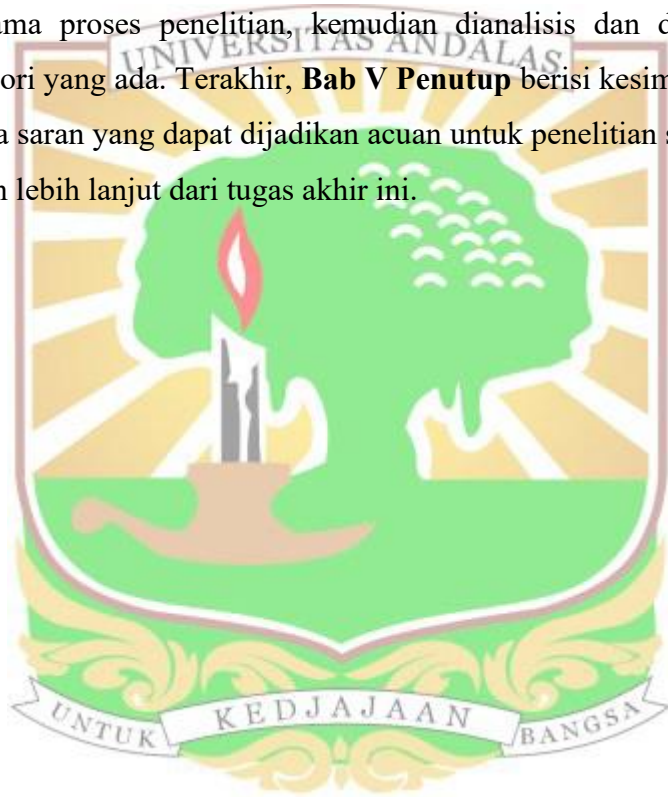 ama proses penelitian, kemudian dianalisis dan d
UNIVERSITAS ANDALAS
ori yang ada. Terakhir, Bab V Penutup berisi kesim
a saran yang dapat dijadikan acuan untuk penelitian s
n lebih lanjut dari tugas akhir ini.
UNTUK KEDJAJAAN BANGSA